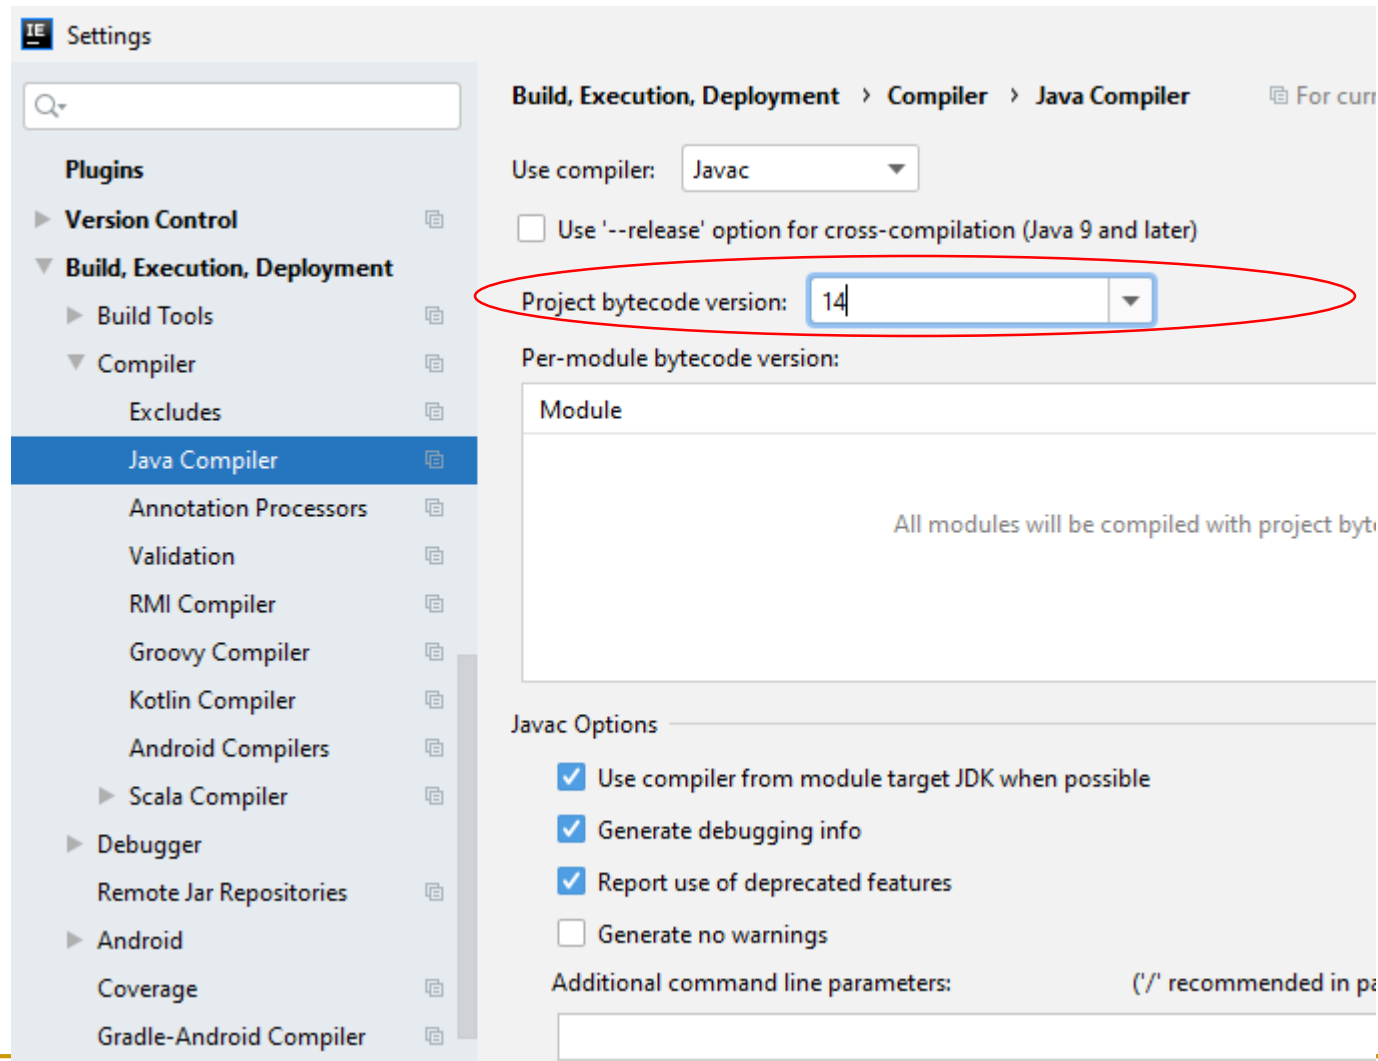 IE
Settings
Plugins
Version Control
Build, Execution, Deployment
Build Tools
Compiler
Excludes
Java Compiler
Annotation Processors
Validation
RMI Compiler
Groovy Compiler
Kotlin Compiler
Android Compilers
Scala Compiler
Debugger
Remote Jar Repositories
Android
Coverage
Gradle-Android Compiler
Build, Execution, Deployment › Compiler › Java Compiler For curr
Use compiler: Javac
Use '--release' option for cross-compilation (Java 9 and later)
Project bytecode version: 14
Per-module bytecode version:
Module
All modules will be compiled with project byte
Javac Options
Use compiler from module target JDK when possible
Generate debugging info
Report use of deprecated features
Generate no warnings
Additional command line parameters: ('/' recommended in pa